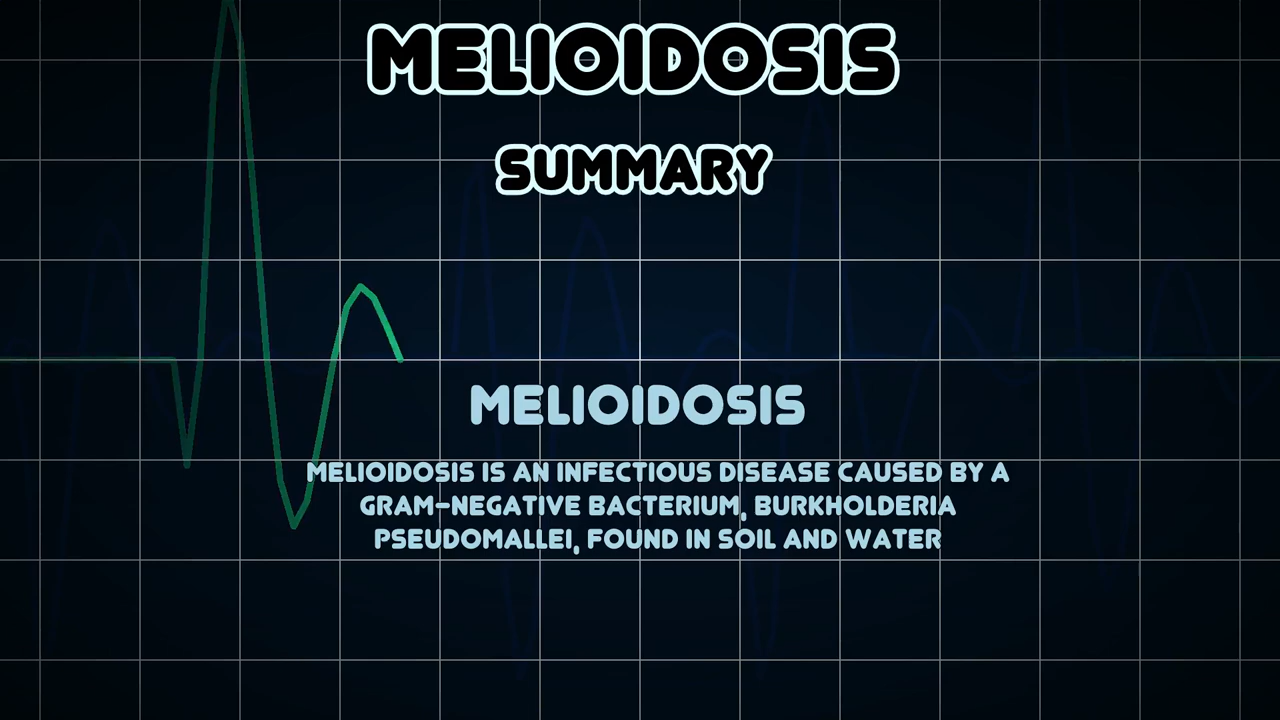 MELIOIDOSIS
SUMMARY
MELIOIDOSIS
MELIOIDOSIS IS AN INFECTIOUS DISEASE CAUSED BY A
GRAM-NEGATIVE BACTERIUM, BURKHOLDERIA
PSEUDOMALLEI, FOUND IN SOIL AND WATER